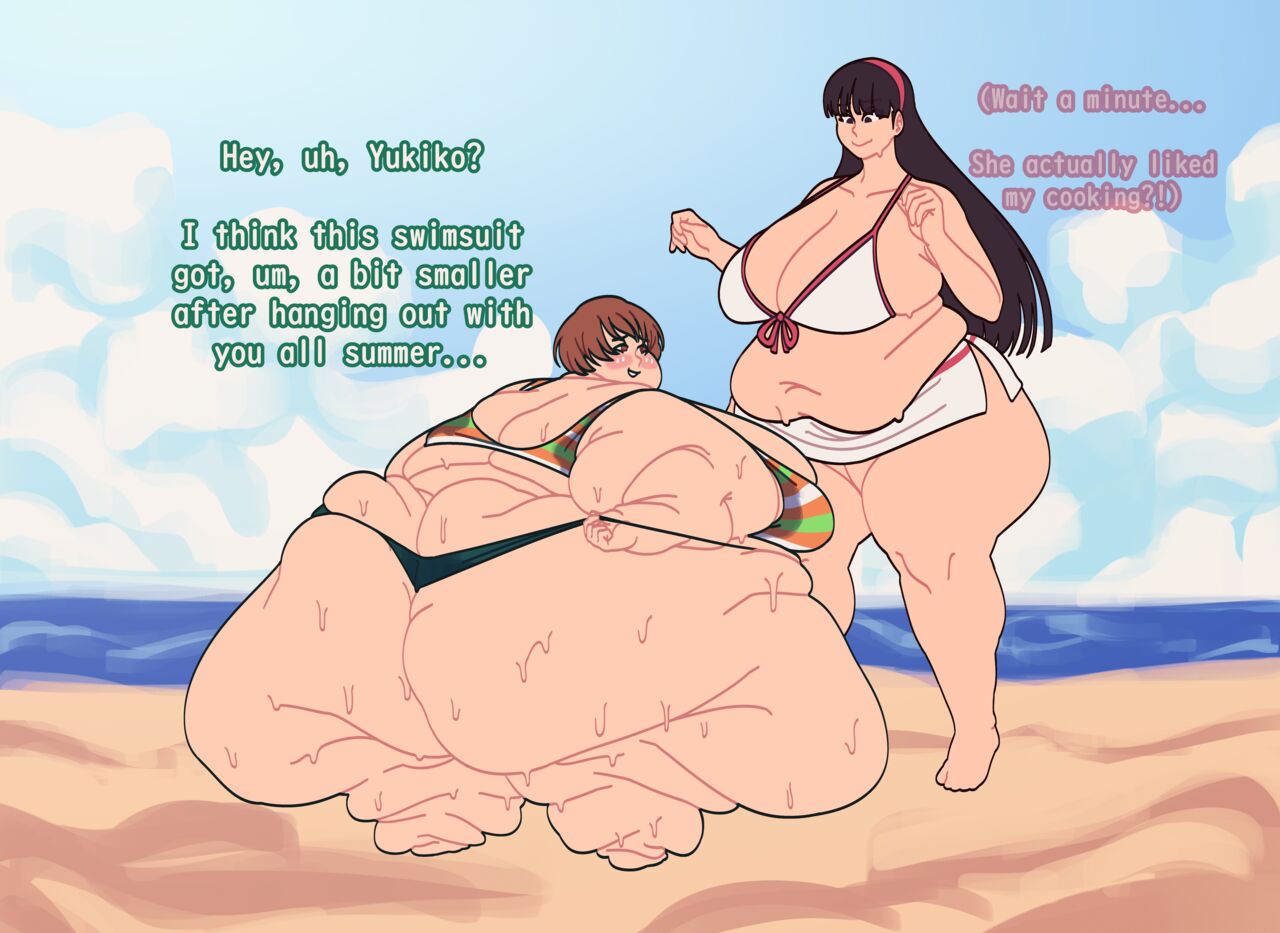 Hey, uh, Yukiko?
I think this swimsuit
got, um, a bit smaller
after hanging out with
you all summer...
(Wait a minute...
She actually liked
my cooking?!)